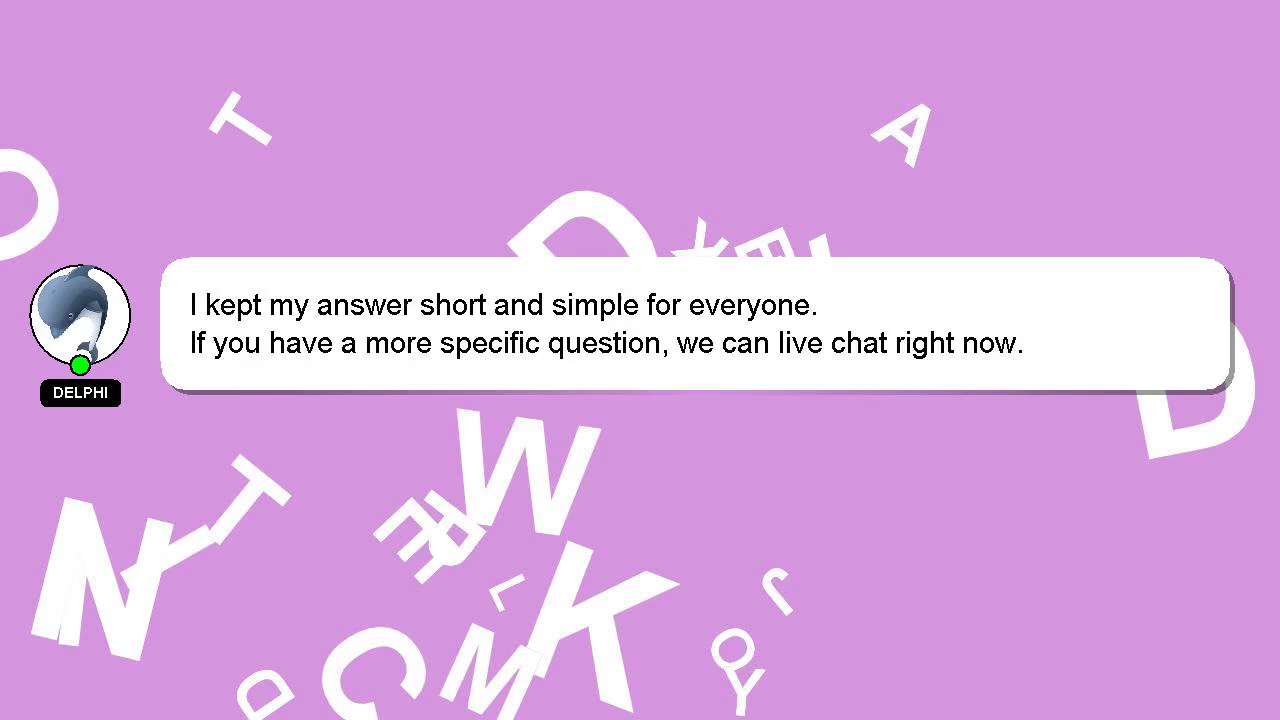 I kept my answer short and simple for everyone.
If you have a more specific question, we can live chat right now.
DELPHI
T
A
D
K
E
D
W
N
T
E
R
L
K
J
M
C
D
O
Y